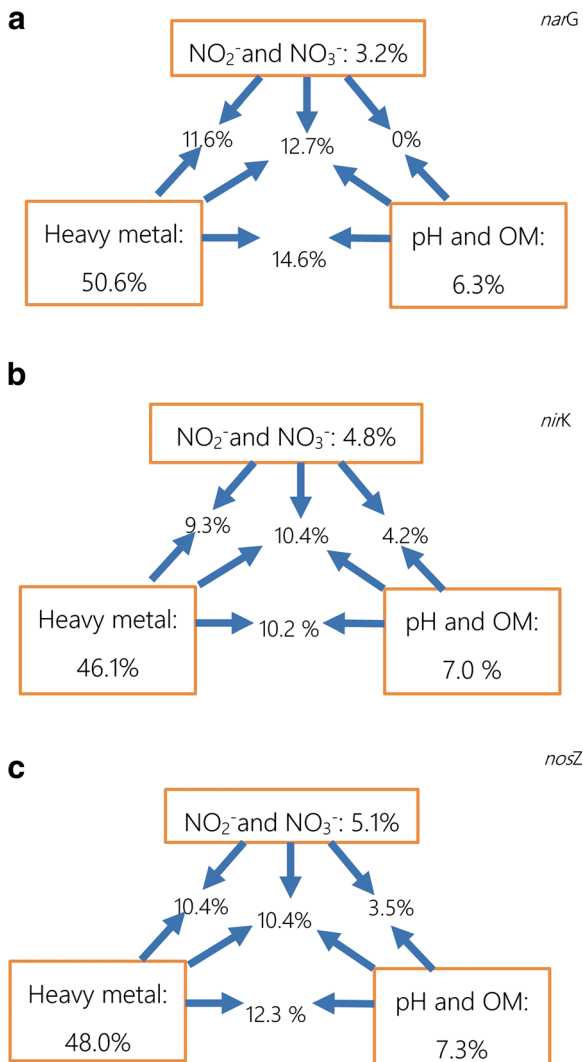 a
narG
NO₂⁻and NO₃⁻: 3.2%
11.6%
12.7%
0%
Heavy metal:
50.6%
14.6%
pH and OM:
6.3%
b
nirK
NO₂⁻and NO₃⁻: 4.8%
9.3%
10.4%
4.2%
Heavy metal:
46.1%
10.2 %
pH and OM:
7.0 %
c
nosZ
NO₂⁻and NO₃⁻: 5.1%
10.4%
10.4%
3.5%
Heavy metal:
48.0%
12.3 %
pH and OM:
7.3%